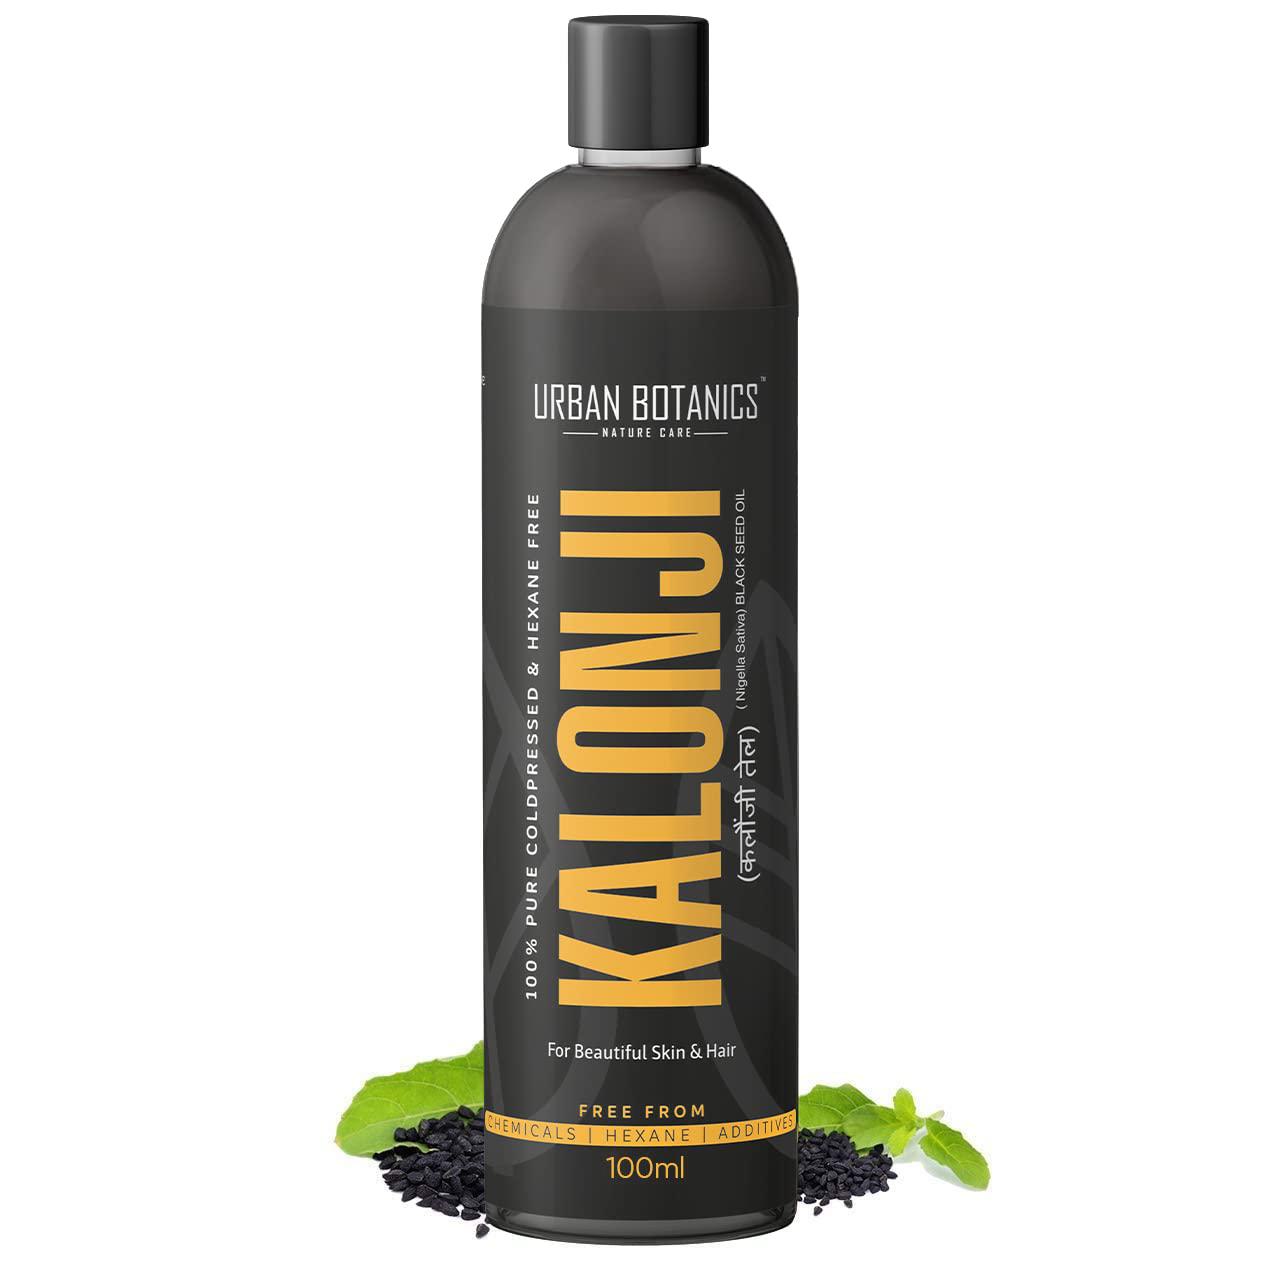 URBAN BOTANICS™
NATURE CARE
100% PURE COLDPRESSED & HEXANE FREE
KALONJI
(कलौंजी तेल) ( Nigella Sativa) BLACK SEED OIL
For Beautiful Skin & Hair
FREE FROM
CHEMICALS | HEXANE | ADDITIVES
100ml